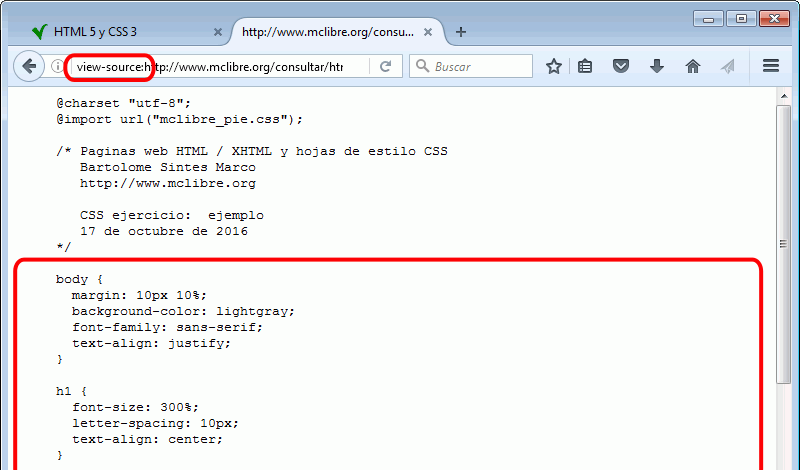 HTML 5 y CSS 3
http://www.mclibre.org/consu...
view-source:http://www.mclibre.org/consultar/htm
Buscar
@charset "utf-8";
@import url("mclibre_pie.css");
/* Paginas web HTML / XHTML y hojas de estilo CSS
Bartolome Sintes Marco
http://www.mclibre.org
CSS ejercicio:  ejemplo
17 de octubre de 2016
*/
body {
margin: 10px 10%;
background-color: lightgray;
font-family: sans-serif;
text-align: justify;
}
h1 {
font-size: 300%;
letter-spacing: 10px;
text-align: center;
}